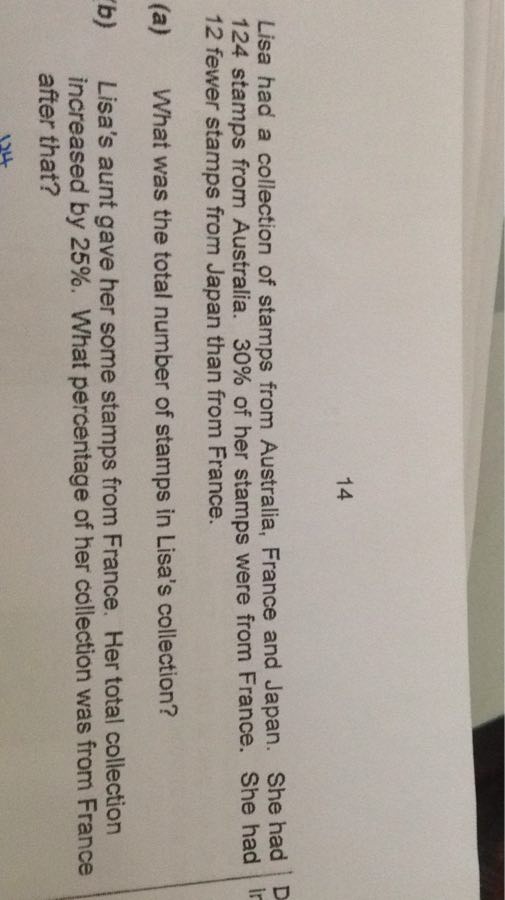 14
Lisa had a collection of stamps from Australia, France and Japan. She had
124 stamps from Australia. 30% of her stamps were from France. She had
12 fewer stamps from Japan than from France.
(a) What was the total number of stamps in Lisa's collection?
(b) Lisa's aunt gave her some stamps from France. Her total collection
increased by 25%. What percentage of her collection was from France
after that?
124